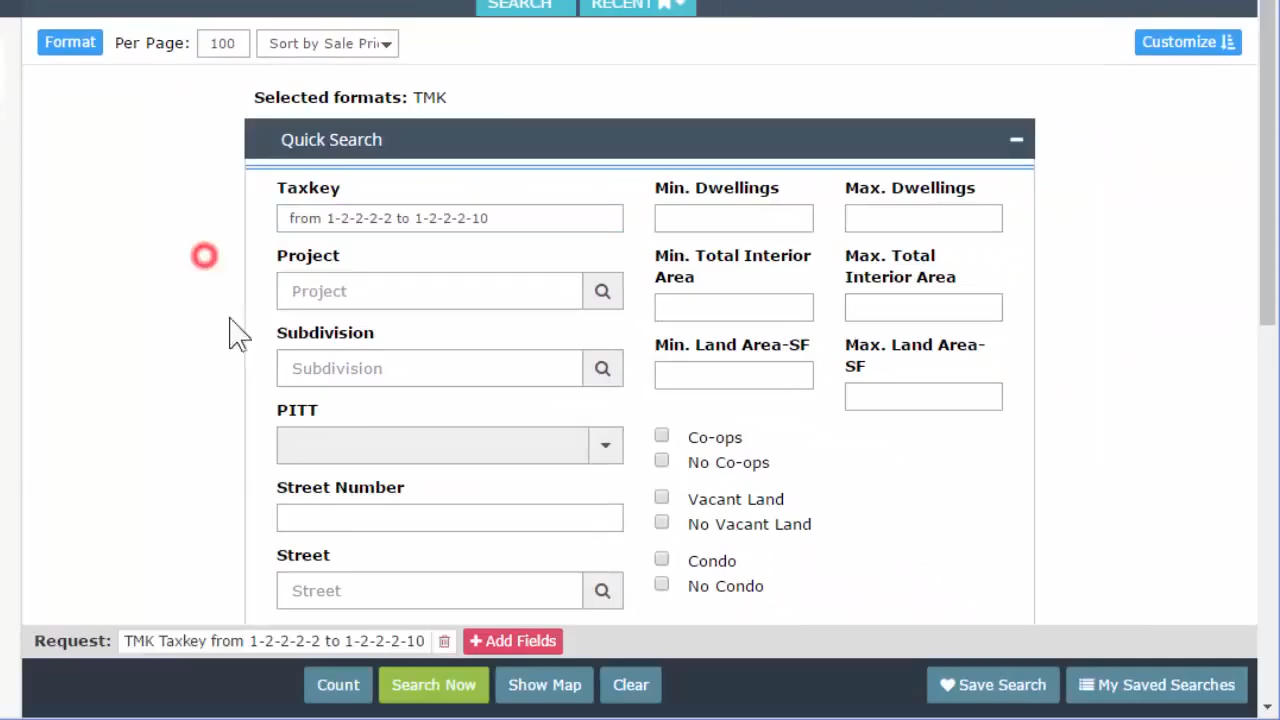 SEARCH RECENT
Format Per Page: 100 Sort by Sale Pri Customize
Selected formats: TMK
Quick Search
Taxkey Min. Dwellings Max. Dwellings
from 1-2-2-2-2 to 1-2-2-2-10
Project Min. Total Interior Area Max. Total Interior Area
Project
Subdivision Min. Land Area-SF Max. Land Area-SF
Subdivision
PITT
Co-ops
No Co-ops
Street Number Vacant Land
No Vacant Land
Street Condo
Street No Condo
Request: TMK Taxkey from 1-2-2-2-2 to 1-2-2-2-10 + Add Fields
Count Search Now Show Map Clear Save Search My Saved Searches